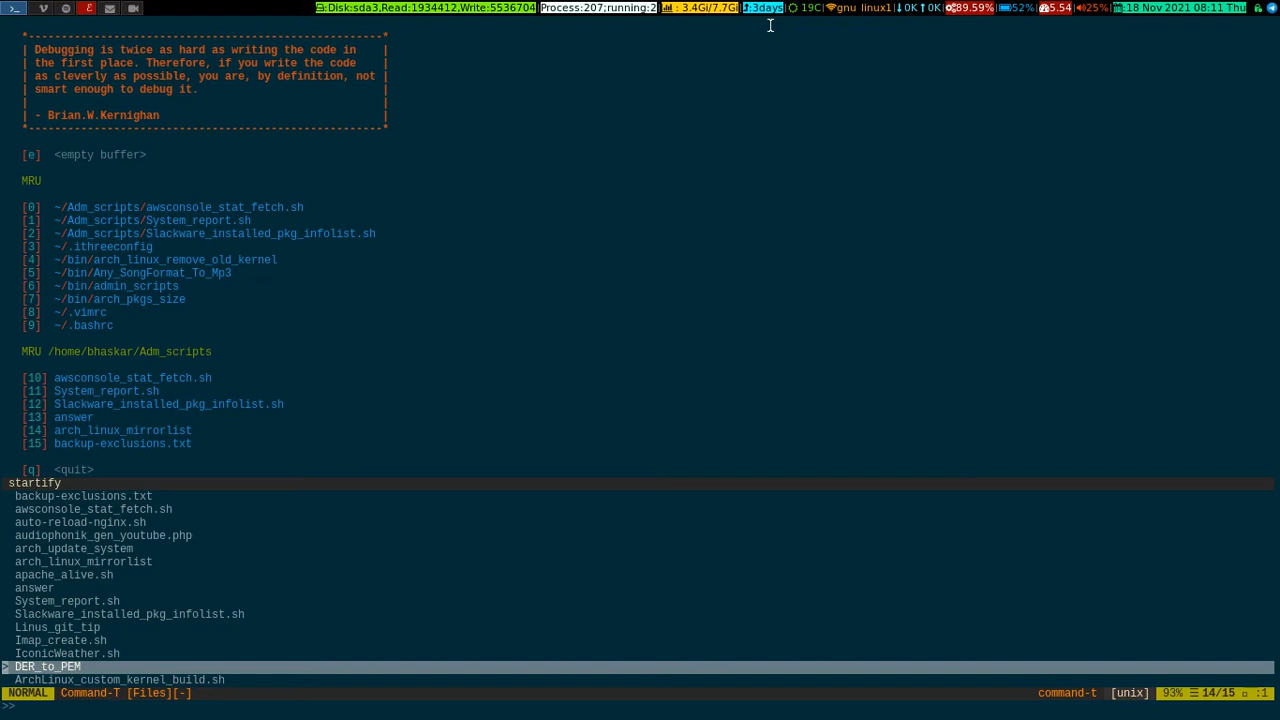 >_ Disk:sda3,Read:1934412,Write:5536704 Process:207;running:2 : 3.4Gi/7.7Gi 3days 19C gnu_linux1 0K 0K 89.59% 52% 5.54 25% :18 Nov 2021 08:11 Thu
*------------------------------------------------------*
| Debugging is twice as hard as writing the code in |
| the first place. Therefore, if you write the code |
| as cleverly as possible, you are, by definition, not |
| smart enough to debug it. |
| |
| - Brian.W.Kernighan |
*------------------------------------------------------*
[e] <empty buffer>
MRU
[0] ~/Adm_scripts/awsconsole_stat_fetch.sh
[1] ~/Adm_scripts/System_report.sh
[2] ~/Adm_scripts/Slackware_installed_pkg_infolist.sh
[3] ~/.ithreeconfig
[4] ~/bin/arch_linux_remove_old_kernel
[5] ~/bin/Any_SongFormat_To_Mp3
[6] ~/bin/admin_scripts
[7] ~/bin/arch_pkgs_size
[8] ~/.vimrc
[9] ~/.bashrc
MRU /home/bhaskar/Adm_scripts
[10] awsconsole_stat_fetch.sh
[11] System_report.sh
[12] Slackware_installed_pkg_infolist.sh
[13] answer
[14] arch_linux_mirrorlist
[15] backup-exclusions.txt
[q] <quit>
startify
backup-exclusions.txt
awsconsole_stat_fetch.sh
auto-reload-nginx.sh
audiophonik_gen_youtube.php
arch_update_system
arch_linux_mirrorlist
apache_alive.sh
answer
System_report.sh
Slackware_installed_pkg_infolist.sh
Linus_git_tip
Imap_create.sh
IconicWeather.sh
> DER_to_PEM
ArchLinux_custom_kernel_build.sh
NORMAL Command-T [Files][-] command-t [unix] 93% ☰ 14/15 :1
>>